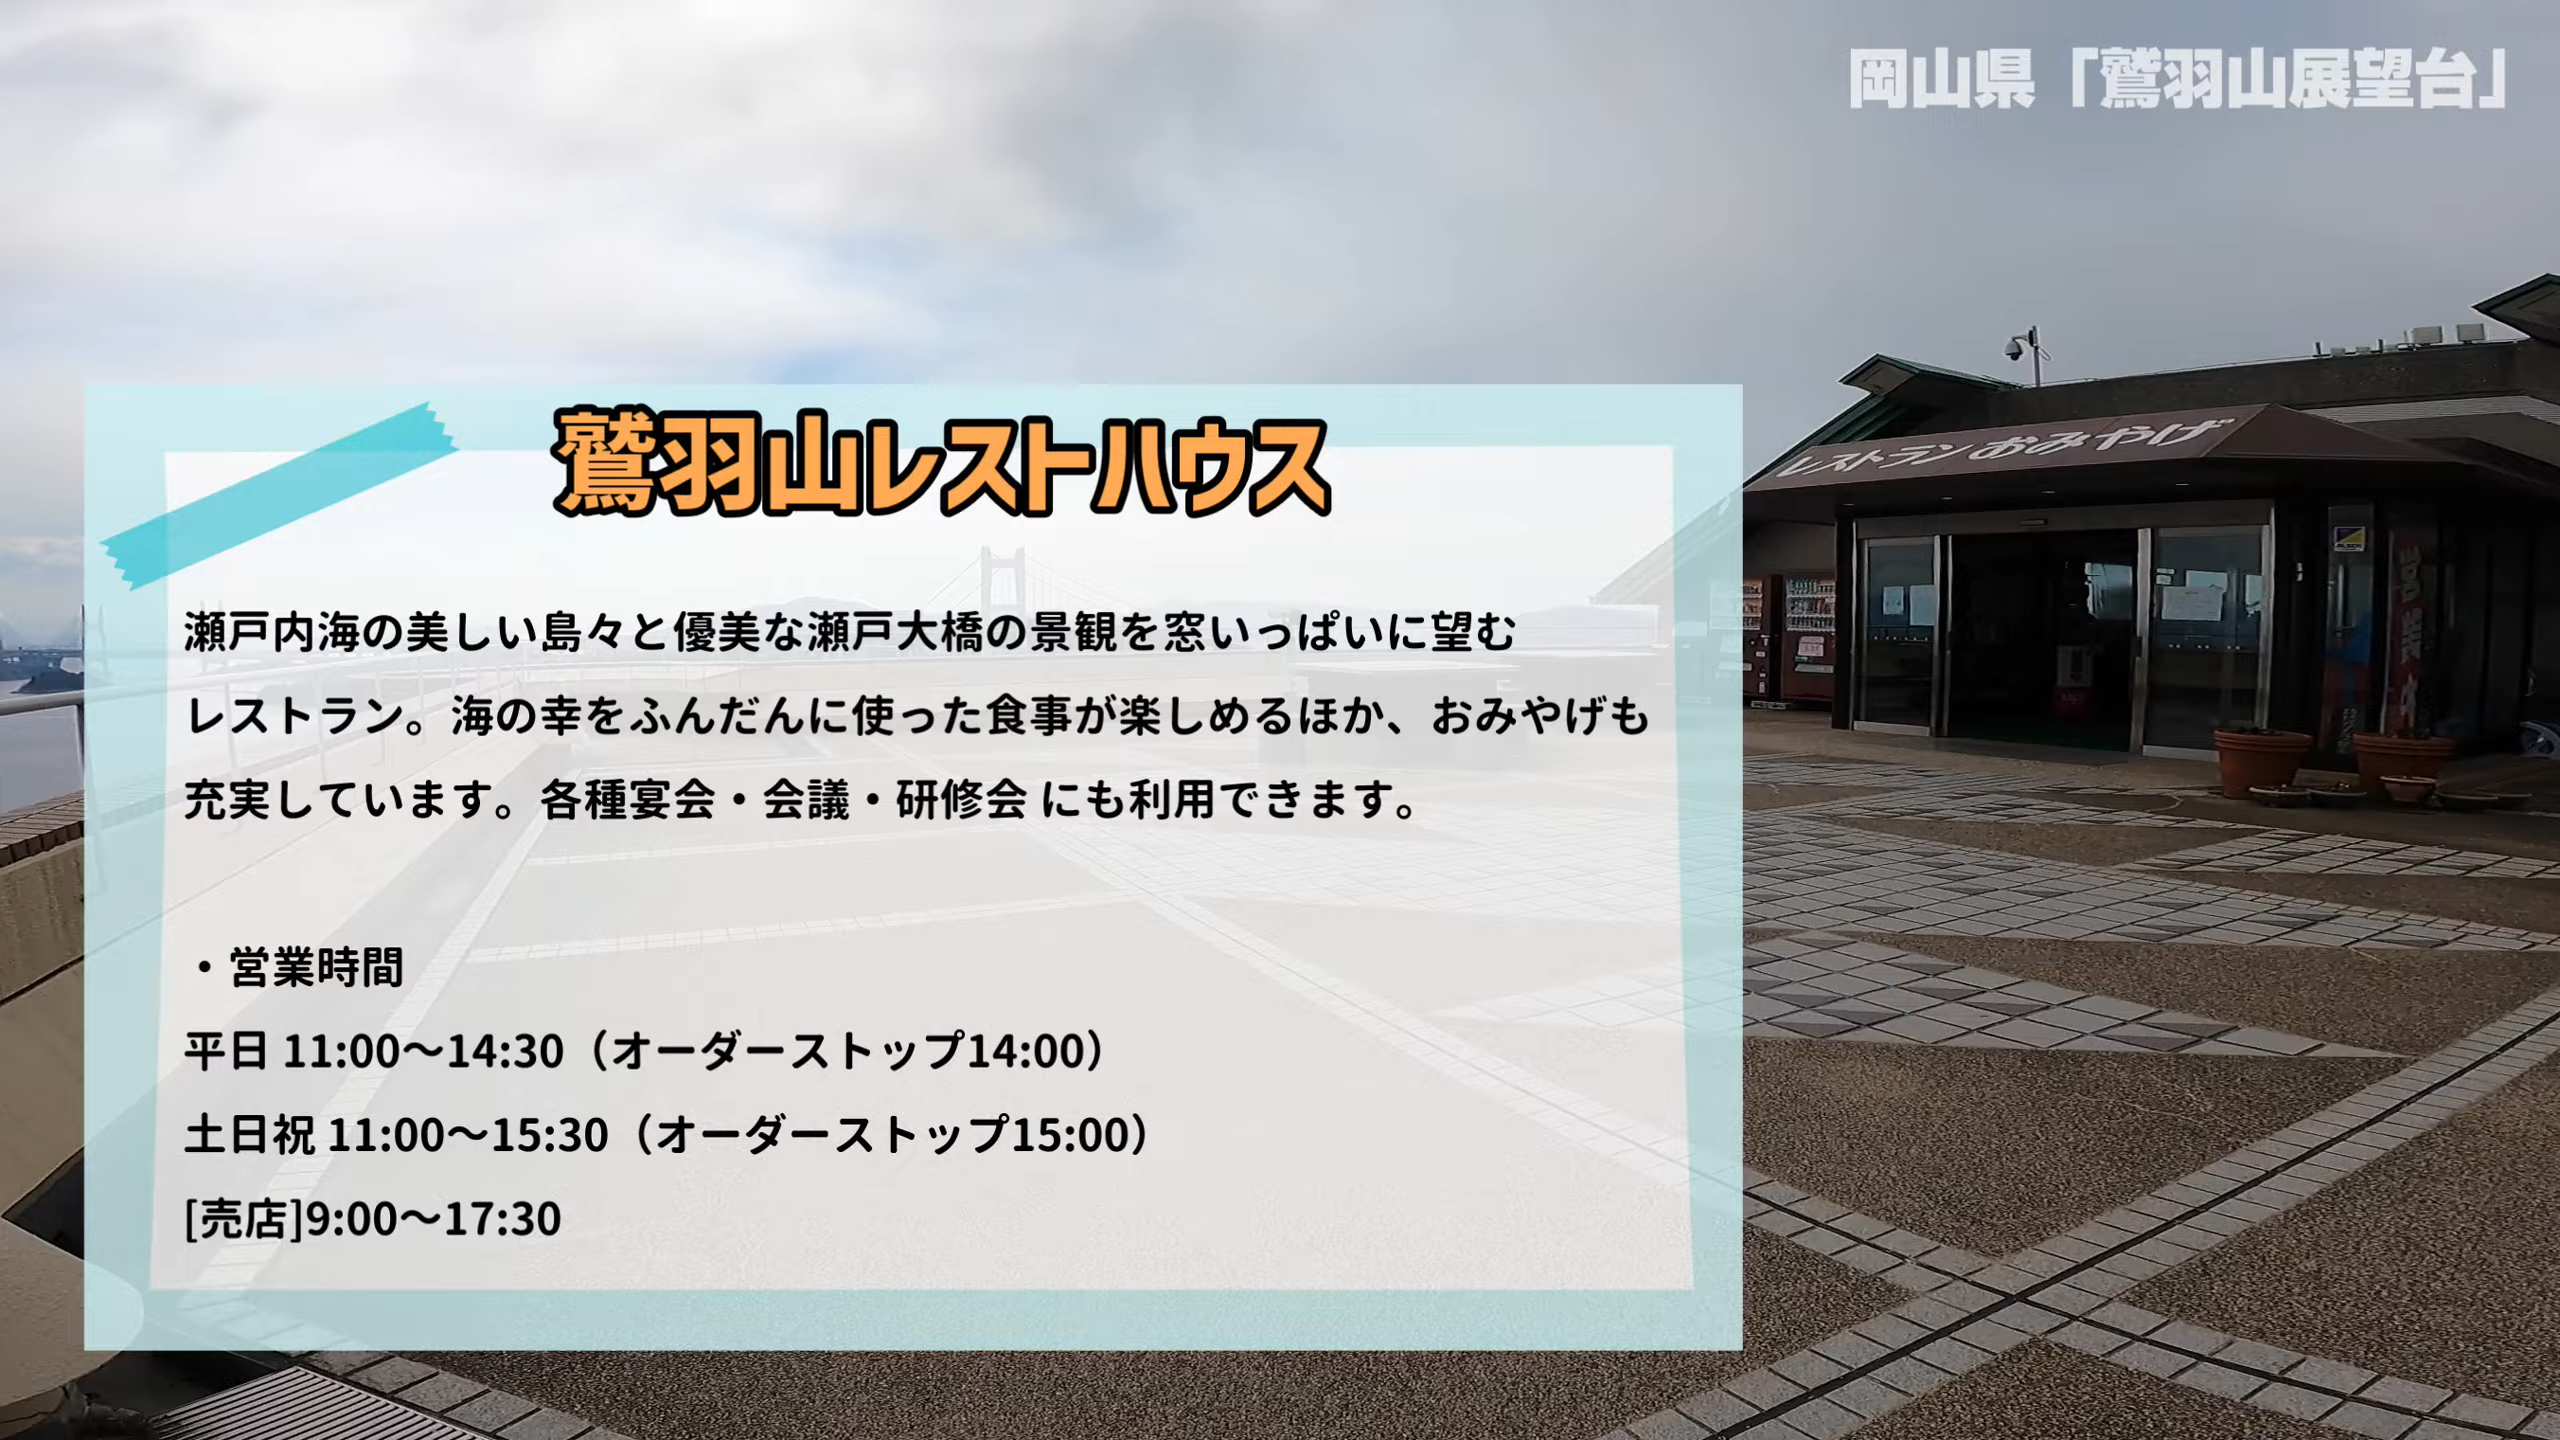 岡山県「鷲羽山展望台」
鷲羽山レストハウス
瀬戸内海の美しい島々と優美な瀬戸大橋の景観を窓いっぱいに望む
レストラン。海の幸をふんだんに使った食事が楽しめるほか、おみやげも
充実しています。各種宴会・会議・研修会 にも利用できます。
・営業時間
平日 11:00～14:30（オーダーストップ14:00）
土日祝 11:00～15:30（オーダーストップ15:00）
[売店]9:00～17:30
レストランおみやげ